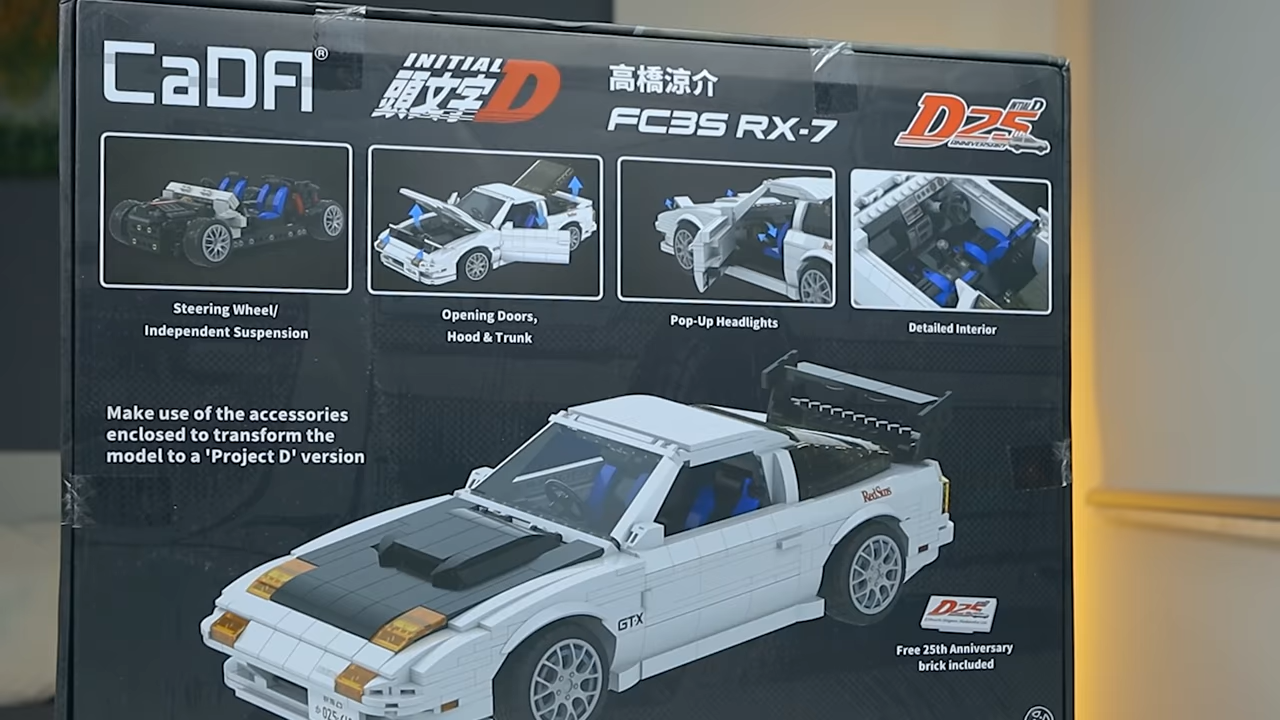 CaDA®
INITIAL
頭文字D
高橋涼介
FC3S RX-7
INITIAL D
D25
ANNIVERSARY
Steering Wheel/
Independent Suspension
Opening Doors,
Hood & Trunk
Pop-Up Headlights
Detailed Interior
Make use of the accessories
enclosed to transform the
model to a 'Project D' version
RedSuns
GT-X
D25
Free 25th Anniversary
brick included